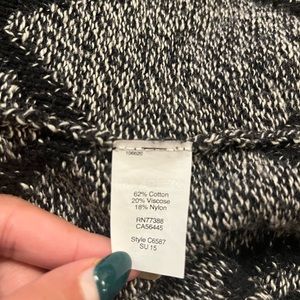 62% Cotton
20% Viscose
18% Nylon
RN77388
CA56445
Style C6587
SU 15